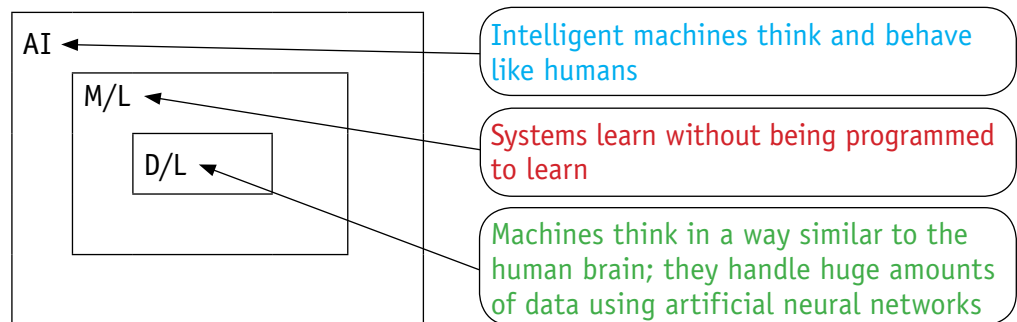 AI
Intelligent machines think and behave
like humans
M/L
Systems learn without being programmed
to learn
D/L
Machines think in a way similar to the
human brain; they handle huge amounts
of data using artificial neural networks